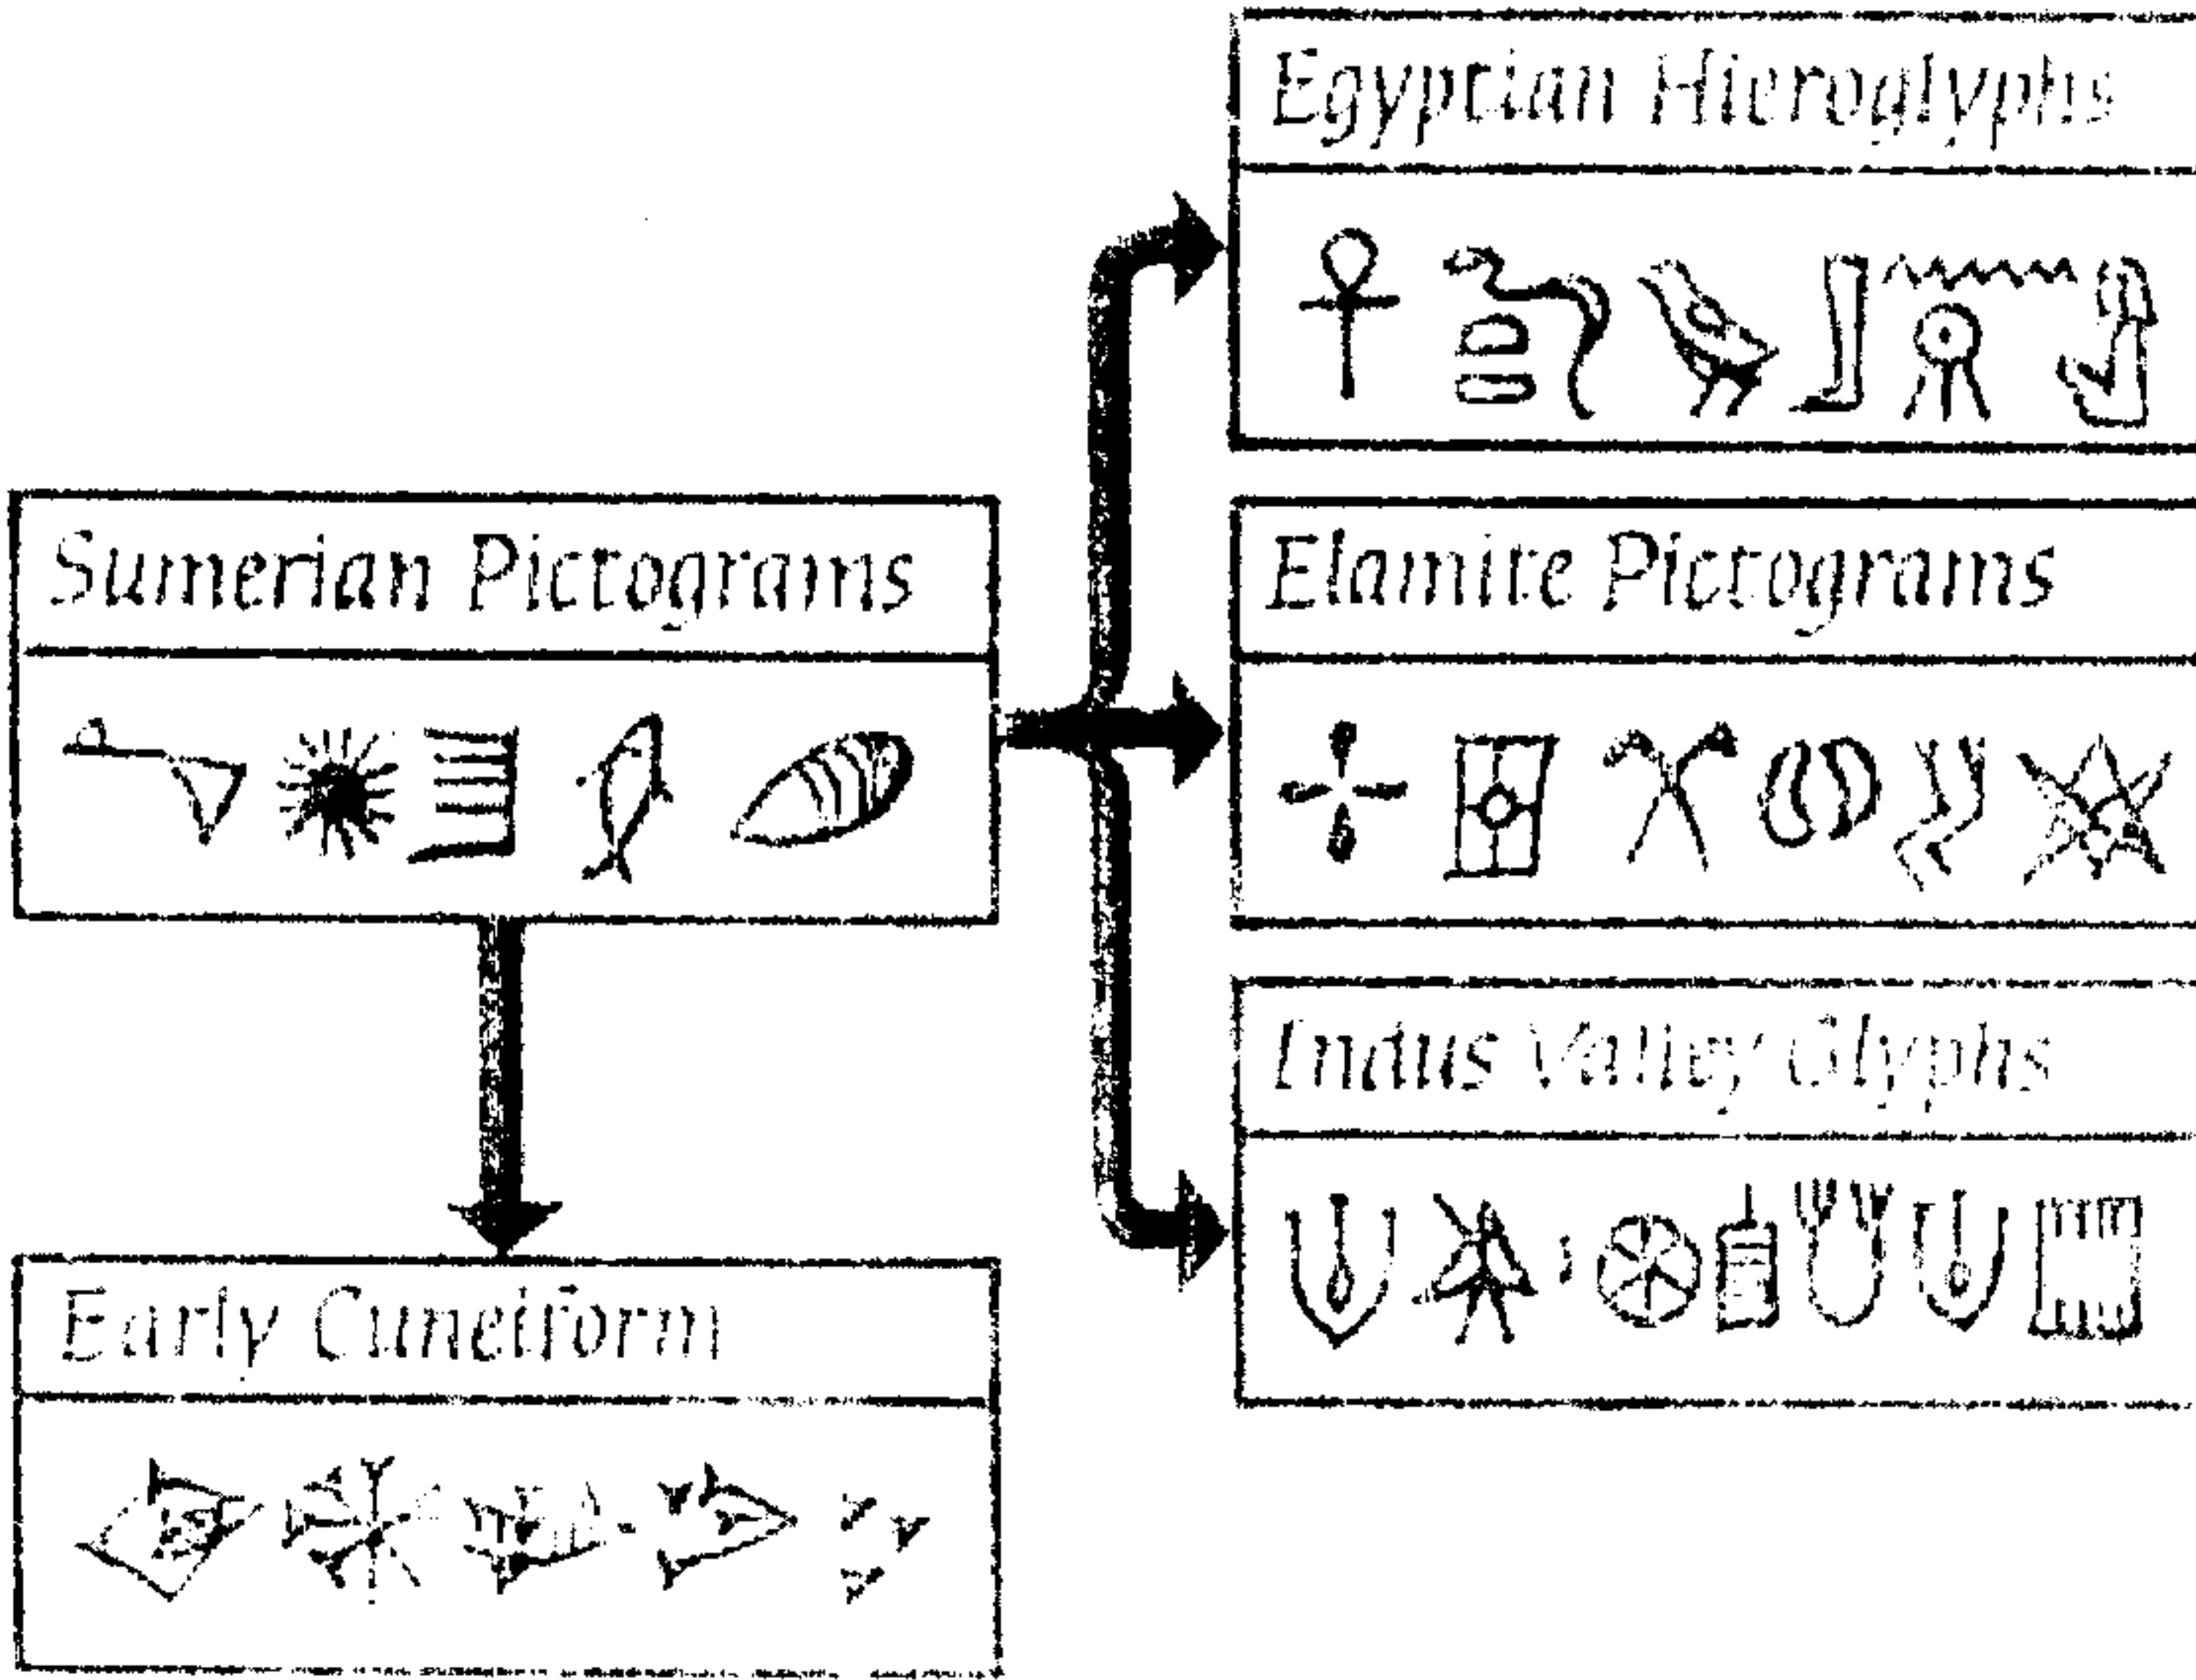 Egyptian Hieroglyphs
Sumerian Pictograms
Elamite Pictograms
Indus Valley Glyphs
Early Cuneiform